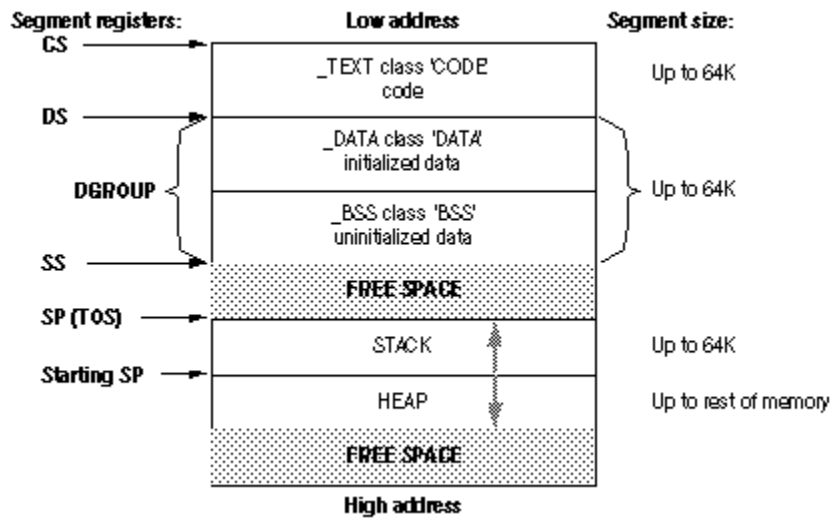 Segment registers: Low address Segment size:
CS
_TEXT class 'CODE'
code
Up to 64K
DS
_DATA class 'DATA'
initialized data
DGROUP
Up to 64K
_BSS class 'BSS'
uninitialized data
SS
FREE SPACE
SP (TOS)
STACK
Up to 64K
Starting SP
HEAP
Up to rest of memory
FREE SPACE
High address